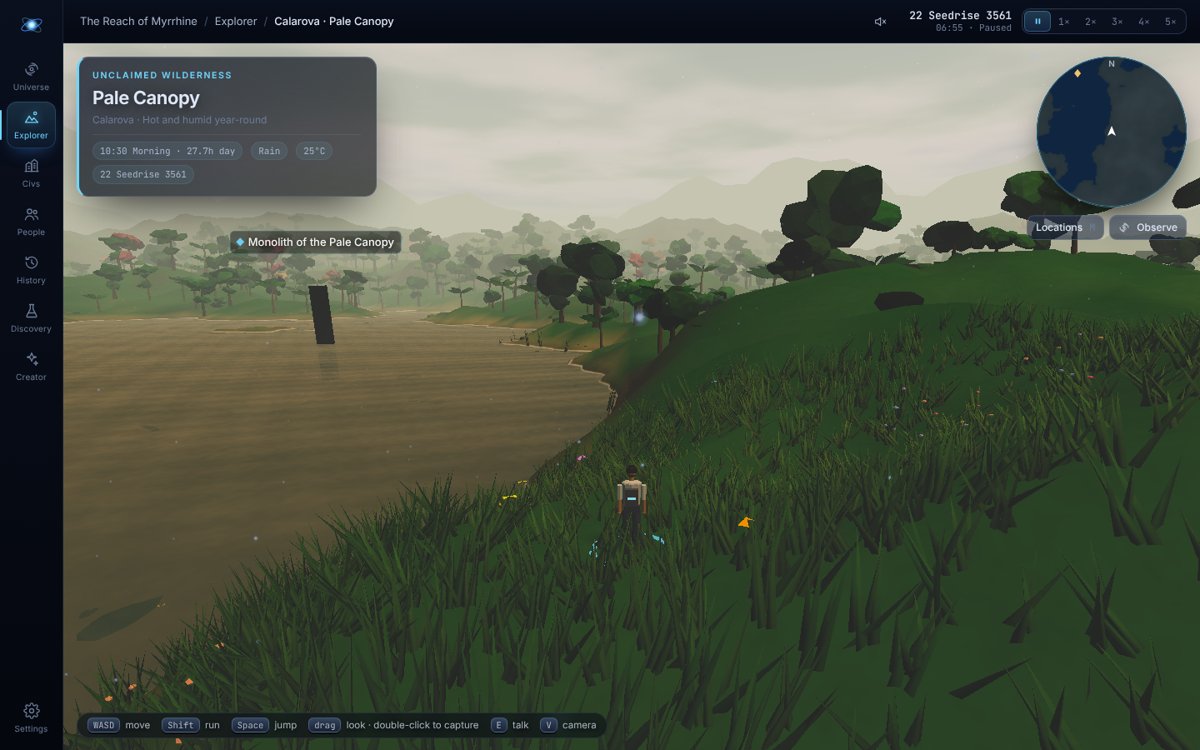 The Reach of Myrrhine / Explorer / Calarova · Pale Canopy
22 Seedrise 3561
06:55 · Paused
1× 2× 3× 4× 5×
Universe
Explorer
Civs
People
History
Discovery
Creator
Settings
UNCLAIMED WILDERNESS
Pale Canopy
Calarova · Hot and humid year-round
10:30 Morning · 27.7h day
Rain
25°C
22 Seedrise 3561
N
Locations M
Observe
Monolith of the Pale Canopy
WASD move Shift run Space jump drag look · double-click to capture E talk V camera